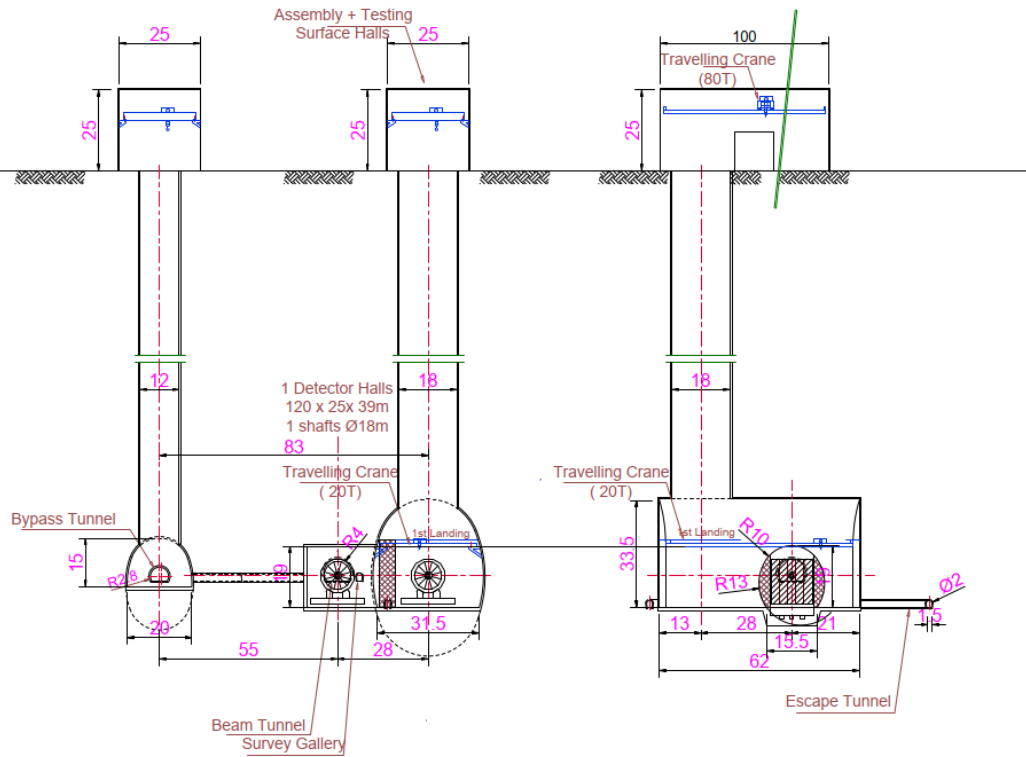 Assembly + Testing
Surface Halls
25
25
100
Travelling Crane
(80T)
25
25
25
12
18
18
1 Detector Halls
120 x 25x 39m
1 shafts Ø18m
83
Travelling Crane
( 20T)
Travelling Crane
( 20T)
Bypass Tunnel
1st Landing
1st Landing
R4
R10
15
R2.8
19
33.5
R13
19
Ø2
1.5
20
31.5
13
28
21
15.5
55
28
62
Escape Tunnel
Beam Tunnel
Survey Gallery